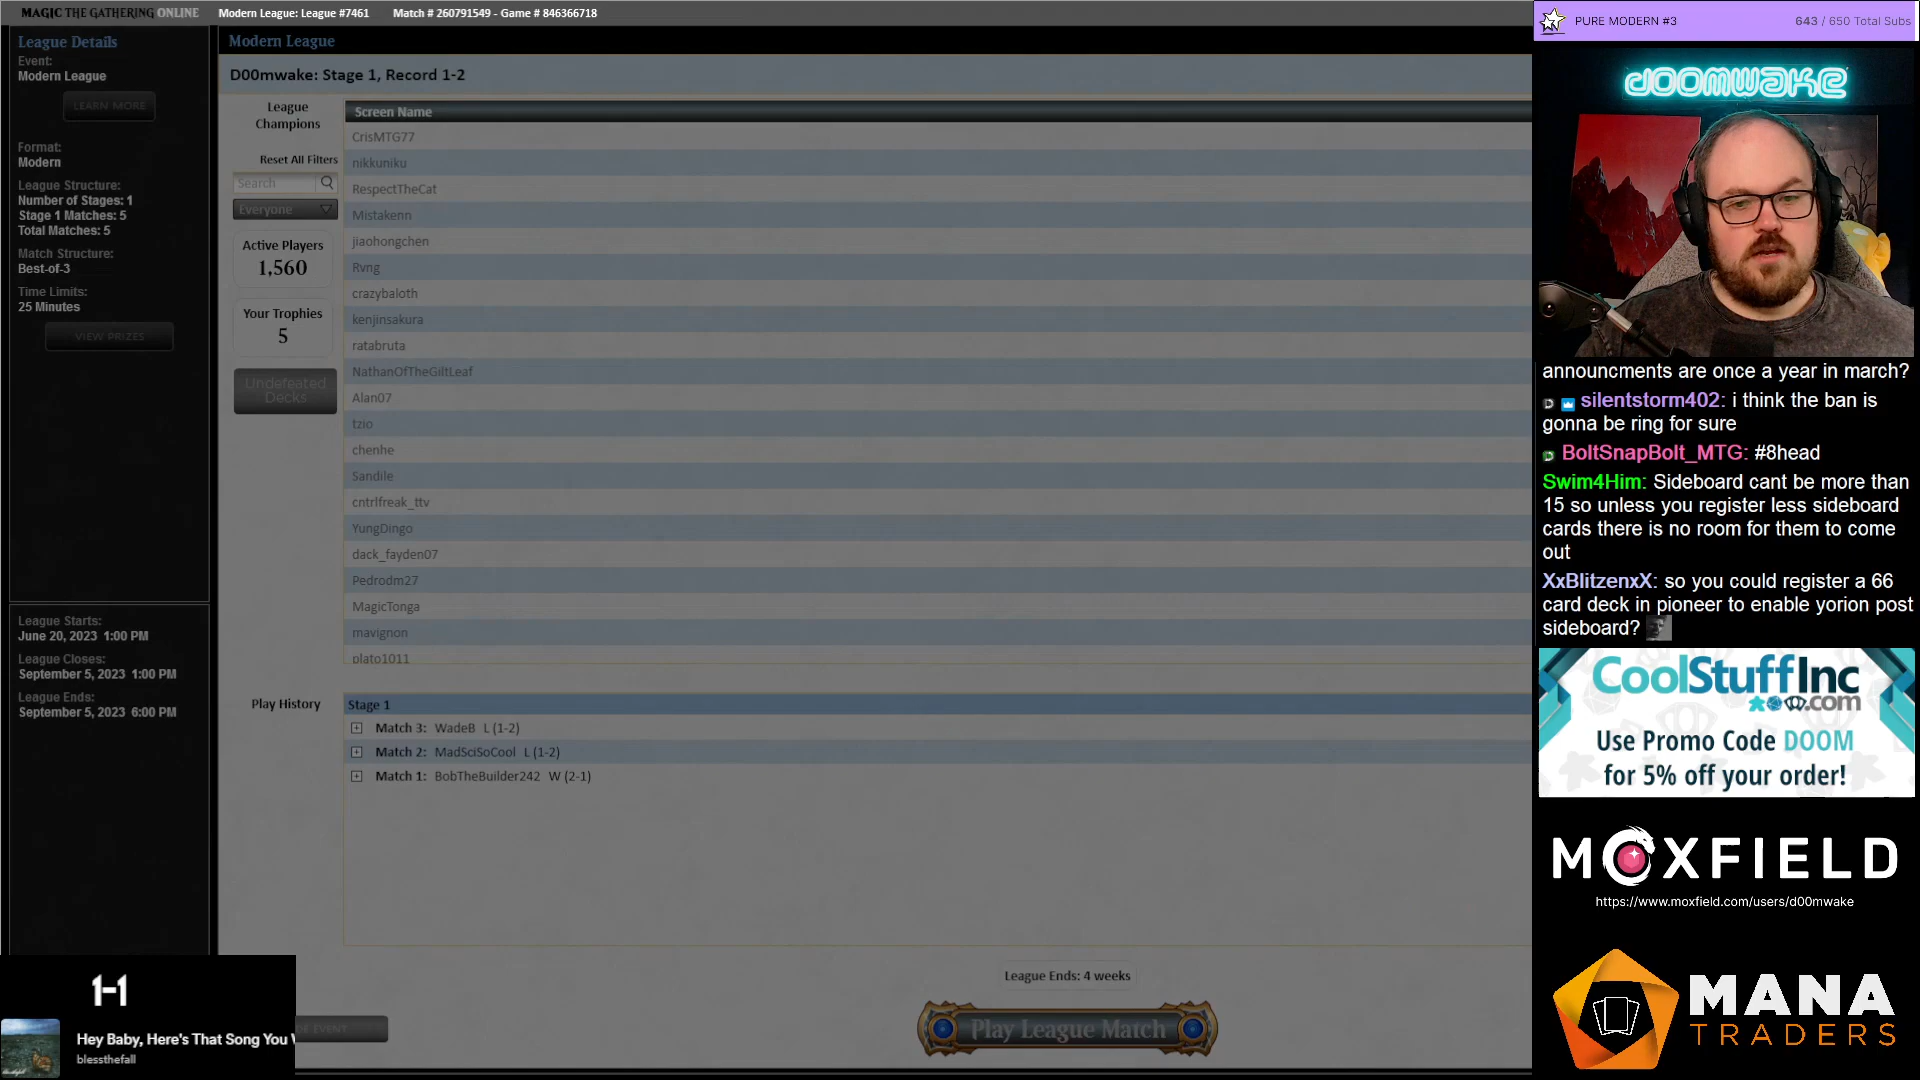 MAGIC THE GATHERING ONLINE Modern League: League #7461 Match # 260791549 - Game # 846366718
League Details
Event:
Modern League
LEARN MORE
Format:
Modern
League Structure:
Number of Stages: 1
Stage 1 Matches: 5
Total Matches: 5
Match Structure:
Best-of-3
Time Limits:
25 Minutes
VIEW PRIZES
League Starts:
June 20, 2023 1:00 PM
League Closes:
September 5, 2023 1:00 PM
League Ends:
September 5, 2023 6:00 PM
Modern League
D00mwake: Stage 1, Record 1-2
League
Champions
Reset All Filters
Search
Everyone
Active Players
1,560
Your Trophies
5
Undefeated
Decks
Screen Name
CrisMTG77
nikkuniku
RespectTheCat
Mistakenn
jiaohongchen
Rvng
crazybaloth
kenjinsakura
ratabruta
NathanOfTheGiltLeaf
Alan07
tzio
chenhe
Sandile
cntrlfreak_ttv
YungDingo
dack_fayden07
Pedrodm27
MagicTonga
mavignon
plato1011
Play History
Stage 1
Match 3: WadeB L (1-2)
Match 2: MadSciSoCool L (1-2)
Match 1: BobTheBuilder242 W (2-1)
League Ends: 4 weeks
Play League Match
EVENT
1-1
Hey Baby, Here's That Song You
blessthefall
PURE MODERN #3 643 / 650 Total Subs
doomwake
announcments are once a year in march?
silentstorm402: i think the ban is
gonna be ring for sure
BoltSnapBolt_MTG: #8head
Swim4Him: Sideboard cant be more than
15 so unless you register less sideboard
cards there is no room for them to come
out
XxBlitzenxX: so you could register a 66
card deck in pioneer to enable yorion post
sideboard?
CoolStuffInc
.com
Use Promo Code DOOM
for 5% off your order!
MOXFIELD
https://www.moxfield.com/users/d00mwake
MANA
TRADERS